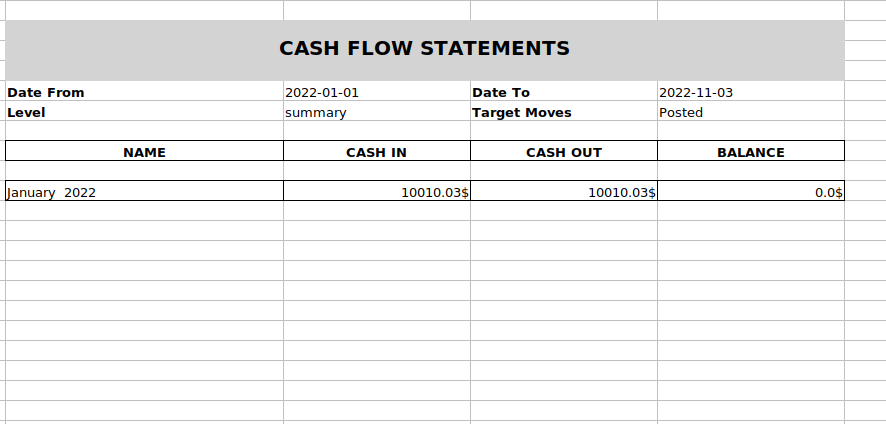 CASH FLOW STATEMENTS
Date From 2022-01-01 Date To 2022-11-03
Level summary Target Moves Posted
NAME CASH IN CASH OUT BALANCE
January  2022 10010.03$ 10010.03$ 0.0$